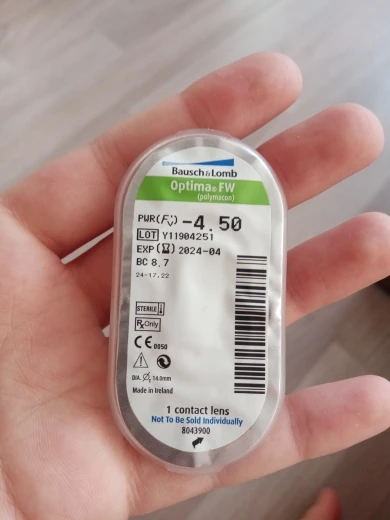 Bausch & Lomb
Optima® FW
(polymacon)
PWR(Fv) -4.50
LOT Y11904251
EXP 2024-04
BC 8.7
24-17.22
STERILE
Rx Only
CE 0050
DIA. Ø 14.0mm
Made in Ireland
1 contact lens
Not To Be Sold Individually
8043900